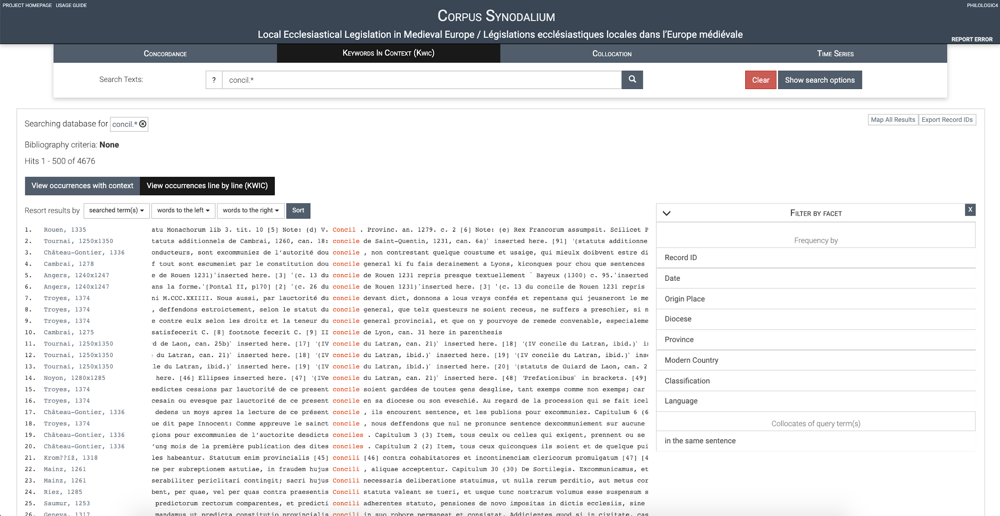 PROJECT HOMEPAGE USAGE GUIDE
PHILOLOGIC4
Corpus Synodalium
Local Ecclesiastical Legislation in Medieval Europe / Législations ecclésiastiques locales dans l’Europe médiévale
REPORT ERROR
Concordance
Keywords In Context (Kwic)
Collocation
Time Series
Search Texts:
?
concil.*
Clear
Show search options
Searching database for concil.*
Map All Results
Export Record IDs
Bibliography criteria: None
Hits 1 - 500 of 4676
View occurrences with context
View occurrences line by line (KWIC)
Resort results by searched term(s) words to the left words to the right Sort
1. Rouen, 1335 atu Monachorum lib 3. tit. 10 [5] Note: (d) V. Concil . Provinc. an. 1279. c. 2 [6] Note: (e) Rex Francorum assumpsit. Scilicet P
2. Tournai, 1250x1350 tatuts additionnels de Cambrai, 1260, can. 18: concile de Saint-Quentin, 1231, can. 6a)’ inserted here. [91] ‘(statuts additionne
3. Château-Gontier, 1336 onducteurs, sont excommuniez de l’autorité dou concile , non contrestant quelque coustume et usaige, qui mieulx doibvent estre di
4. Cambrai, 1278 f tout sont escumeniet par le constitution dou concile general ki fu fais derainement a Lyons, kiconques pour chou que sentences
5. Angers, 1240x1247 e de Rouen 1231)'inserted here. [3] '(c. 13 du concile de Rouen 1231 repris presque textuellement ˆ Bayeux (1300) c. 95.'inserted
6. Angers, 1240x1247 ans la forme.'[Pontal II, p170] [2] '(c. 26 du concile de Rouen 1231)'inserted here. [3] '(c. 13 du concile de Rouen 1231 repris
7. Troyes, 1374 ni M.CCC.XXIIII. Nous aussi, par lauctorité du concile devant dict, donnons a lous vrays confés et repentans qui jeusneront le me
8. Troyes, 1374 , deffendons estroictement, selon le statut du concile general, que telz questeurs ne soient receus, ne suffers a preschier, si n
9. Troyes, 1374 e contre eulx selon les droitz et la teneur du concile general provincial, et que on y pourvoye de remede convenable, especialeme
10. Cambrai, 1275 satisfecerit C. [8] footnote fecerit C. [9] II concile de Lyon, can. 31 here in parenthesis
11. Tournai, 1250x1350 d de Laon, can. 25b)’ inserted here. [17] ‘(IV concile du Latran, can. 21)’ inserted here. [18] ‘(IV concile du Latran, ibid.)’ i
12. Tournai, 1250x1350 du Latran, can. 21)’ inserted here. [18] ‘(IV concile du Latran, ibid.)’ inserted here. [19] ‘(IV concile du Latran, ibid.)’ ins
13. Tournai, 1250x1350 le du Latran, ibid.)’ inserted here. [19] ‘(IV concile du Latran, ibid.)’ inserted here. [20] ‘(statuts de Guiard de Laon, can. 2
14. Noyon, 1280x1285 here. [46] Ellipses inserted here. [47] ‘(IVe concile du Latran, can. 21)’ inserted here. [48] ‘Prefationibus’ in brackets. [49]
15. Troyes, 1374 esdictes cessions par lauctorité de ce present concile soient gardées de toutes gens desglise, tant exemps comme non exemps; car
16. Troyes, 1374 cesain ou evesque par lauctorité de ce present concile en sa diocese ou son eveschié. Au regard de la procession qui se fait icel
17. Château-Gontier, 1336 dedens un moys apres la lecture de ce présent concile , ils encourent sentence, et les publions pour excommuniez. Capitulum 6 (6
18. Troyes, 1374 ue dit pape Innocent: Comme appreuve le sainct concile , nous deffendons que nul ne pronunce sentence dexcommuniement sur aucune
19. Château-Gontier, 1336 çions pour excommunies de l’auctorite desdicts conciles . Capitulum 3 (3) Item, tous ceulx ou celles qui exigent, prennent ou se
20. Château-Gontier, 1336 ’ung mois de la première publication des dites conciles . Capitulum 2 (2) Item, tous ceux quiconques ils soient et de quelque pui
21. Krom??íž, 1318 les habeantur. Statutum enim provincialis [45] concili [46] contra cohabitatores et incontinenciam clericorum promulgatum [47] [4
22. Mainz, 1261 ne per subreptionem astutiae, in fraudem hujus Concili , aliquae acceptentur. Capitulum 30 (30) De Sortilegis. Excommunicamus, et
23. Mainz, 1261 serabiliter periclitari contingit; sacri hujus Concili necessaria deliberatione statuimus, ut nulla rerum perditio, aut metus cor
24. Riez, 1285 bent, per quae, vel per quas contra praesentis Concili statuta valeant se tueri, et usque tunc nostrarum volumus esse suspensum s
25. Saumur, 1253 predictorum rectorum comparentes, et predicti concili adherentes statuto, pensiones de novo impositas in dictis ecclesiis, sine
26. Geneva, 1317 mandamus ut predicta constitutio provincialis concili in suo robore permaneat et consistat. Addicientes quod si in civitate, cas
Filter by facet
X
Frequency by
Record ID
Date
Origin Place
Diocese
Province
Modern Country
Classification
Language
Collocates of query term(s)
in the same sentence